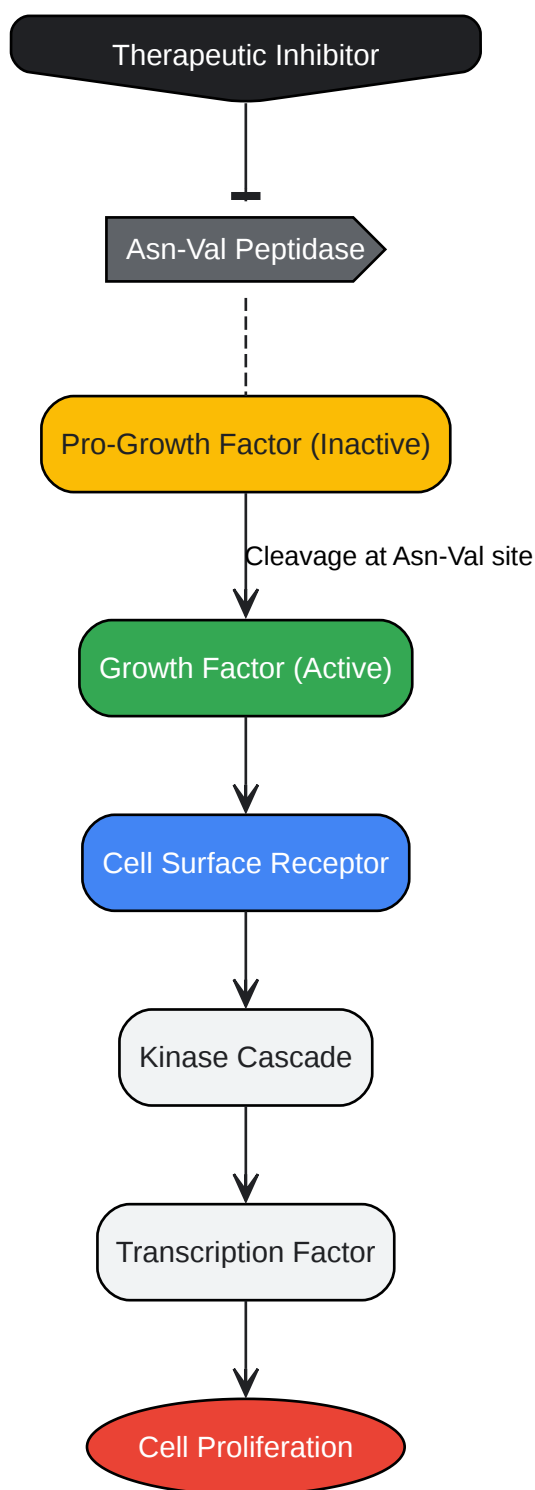 Therapeutic Inhibitor
Asn-Val Peptidase
Pro-Growth Factor (Inactive)
Cleavage at Asn-Val site
Growth Factor (Active)
Cell Surface Receptor
Kinase Cascade
Transcription Factor
Cell Proliferation